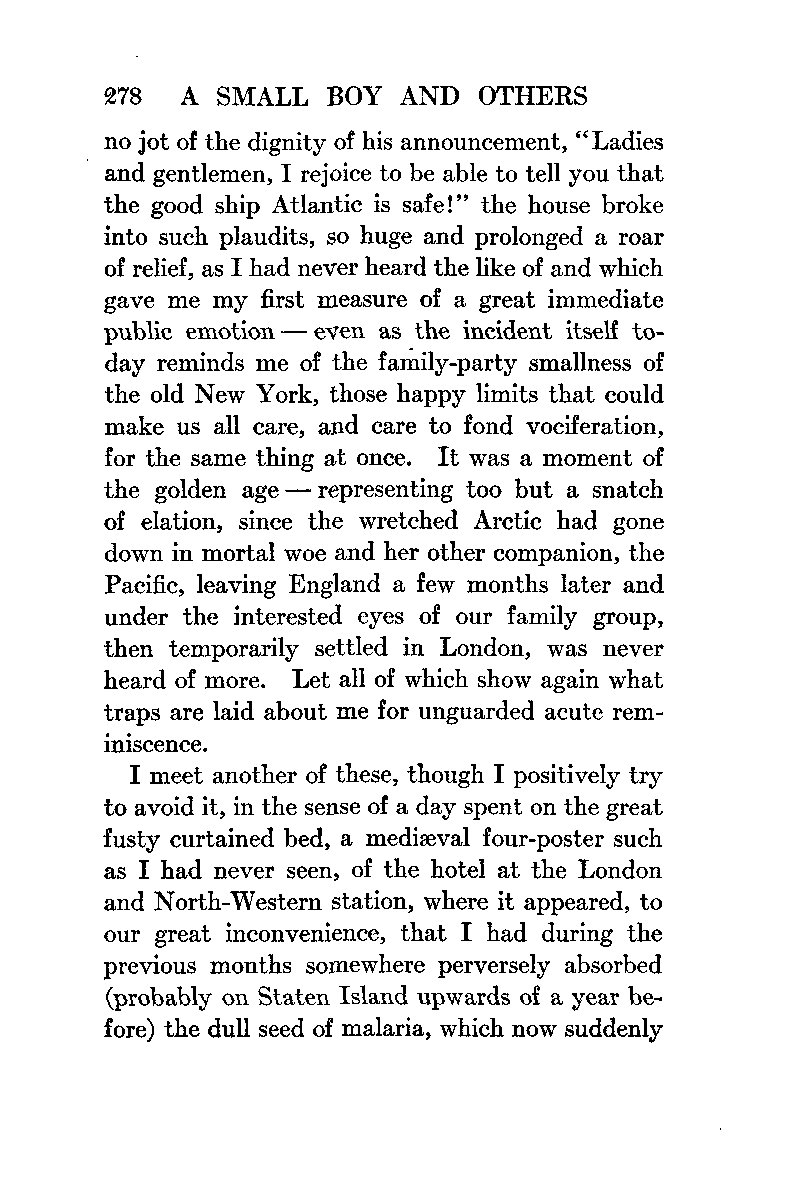 278 A SMALL BOY AND OTHERS
no jot of the dignity of his announcement, “Ladies
and gentlemen, I rejoice to be able to tell you that
the good ship Atlantic is safe!” the house broke
into such plaudits, so huge and prolonged a roar
of relief, as I had never heard the like of and which
gave me my first measure of a great immediate
public emotion — even as the incident itself to-
day reminds me of the family-party smallness of
the old New York, those happy limits that could
make us all care, and care to fond vociferation,
for the same thing at once. It was a moment of
the golden age — representing too but a snatch
of elation, since the wretched Arctic had gone
down in mortal woe and her other companion, the
Pacific, leaving England a few months later and
under the interested eyes of our family group,
then temporarily settled in London, was never
heard of more. Let all of which show again what
traps are laid about me for unguarded acute rem-
iniscence.
I meet another of these, though I positively try
to avoid it, in the sense of a day spent on the great
fusty curtained bed, a mediæval four-poster such
as I had never seen, of the hotel at the London
and North-Western station, where it appeared, to
our great inconvenience, that I had during the
previous months somewhere perversely absorbed
(probably on Staten Island upwards of a year be-
fore) the dull seed of malaria, which now suddenly